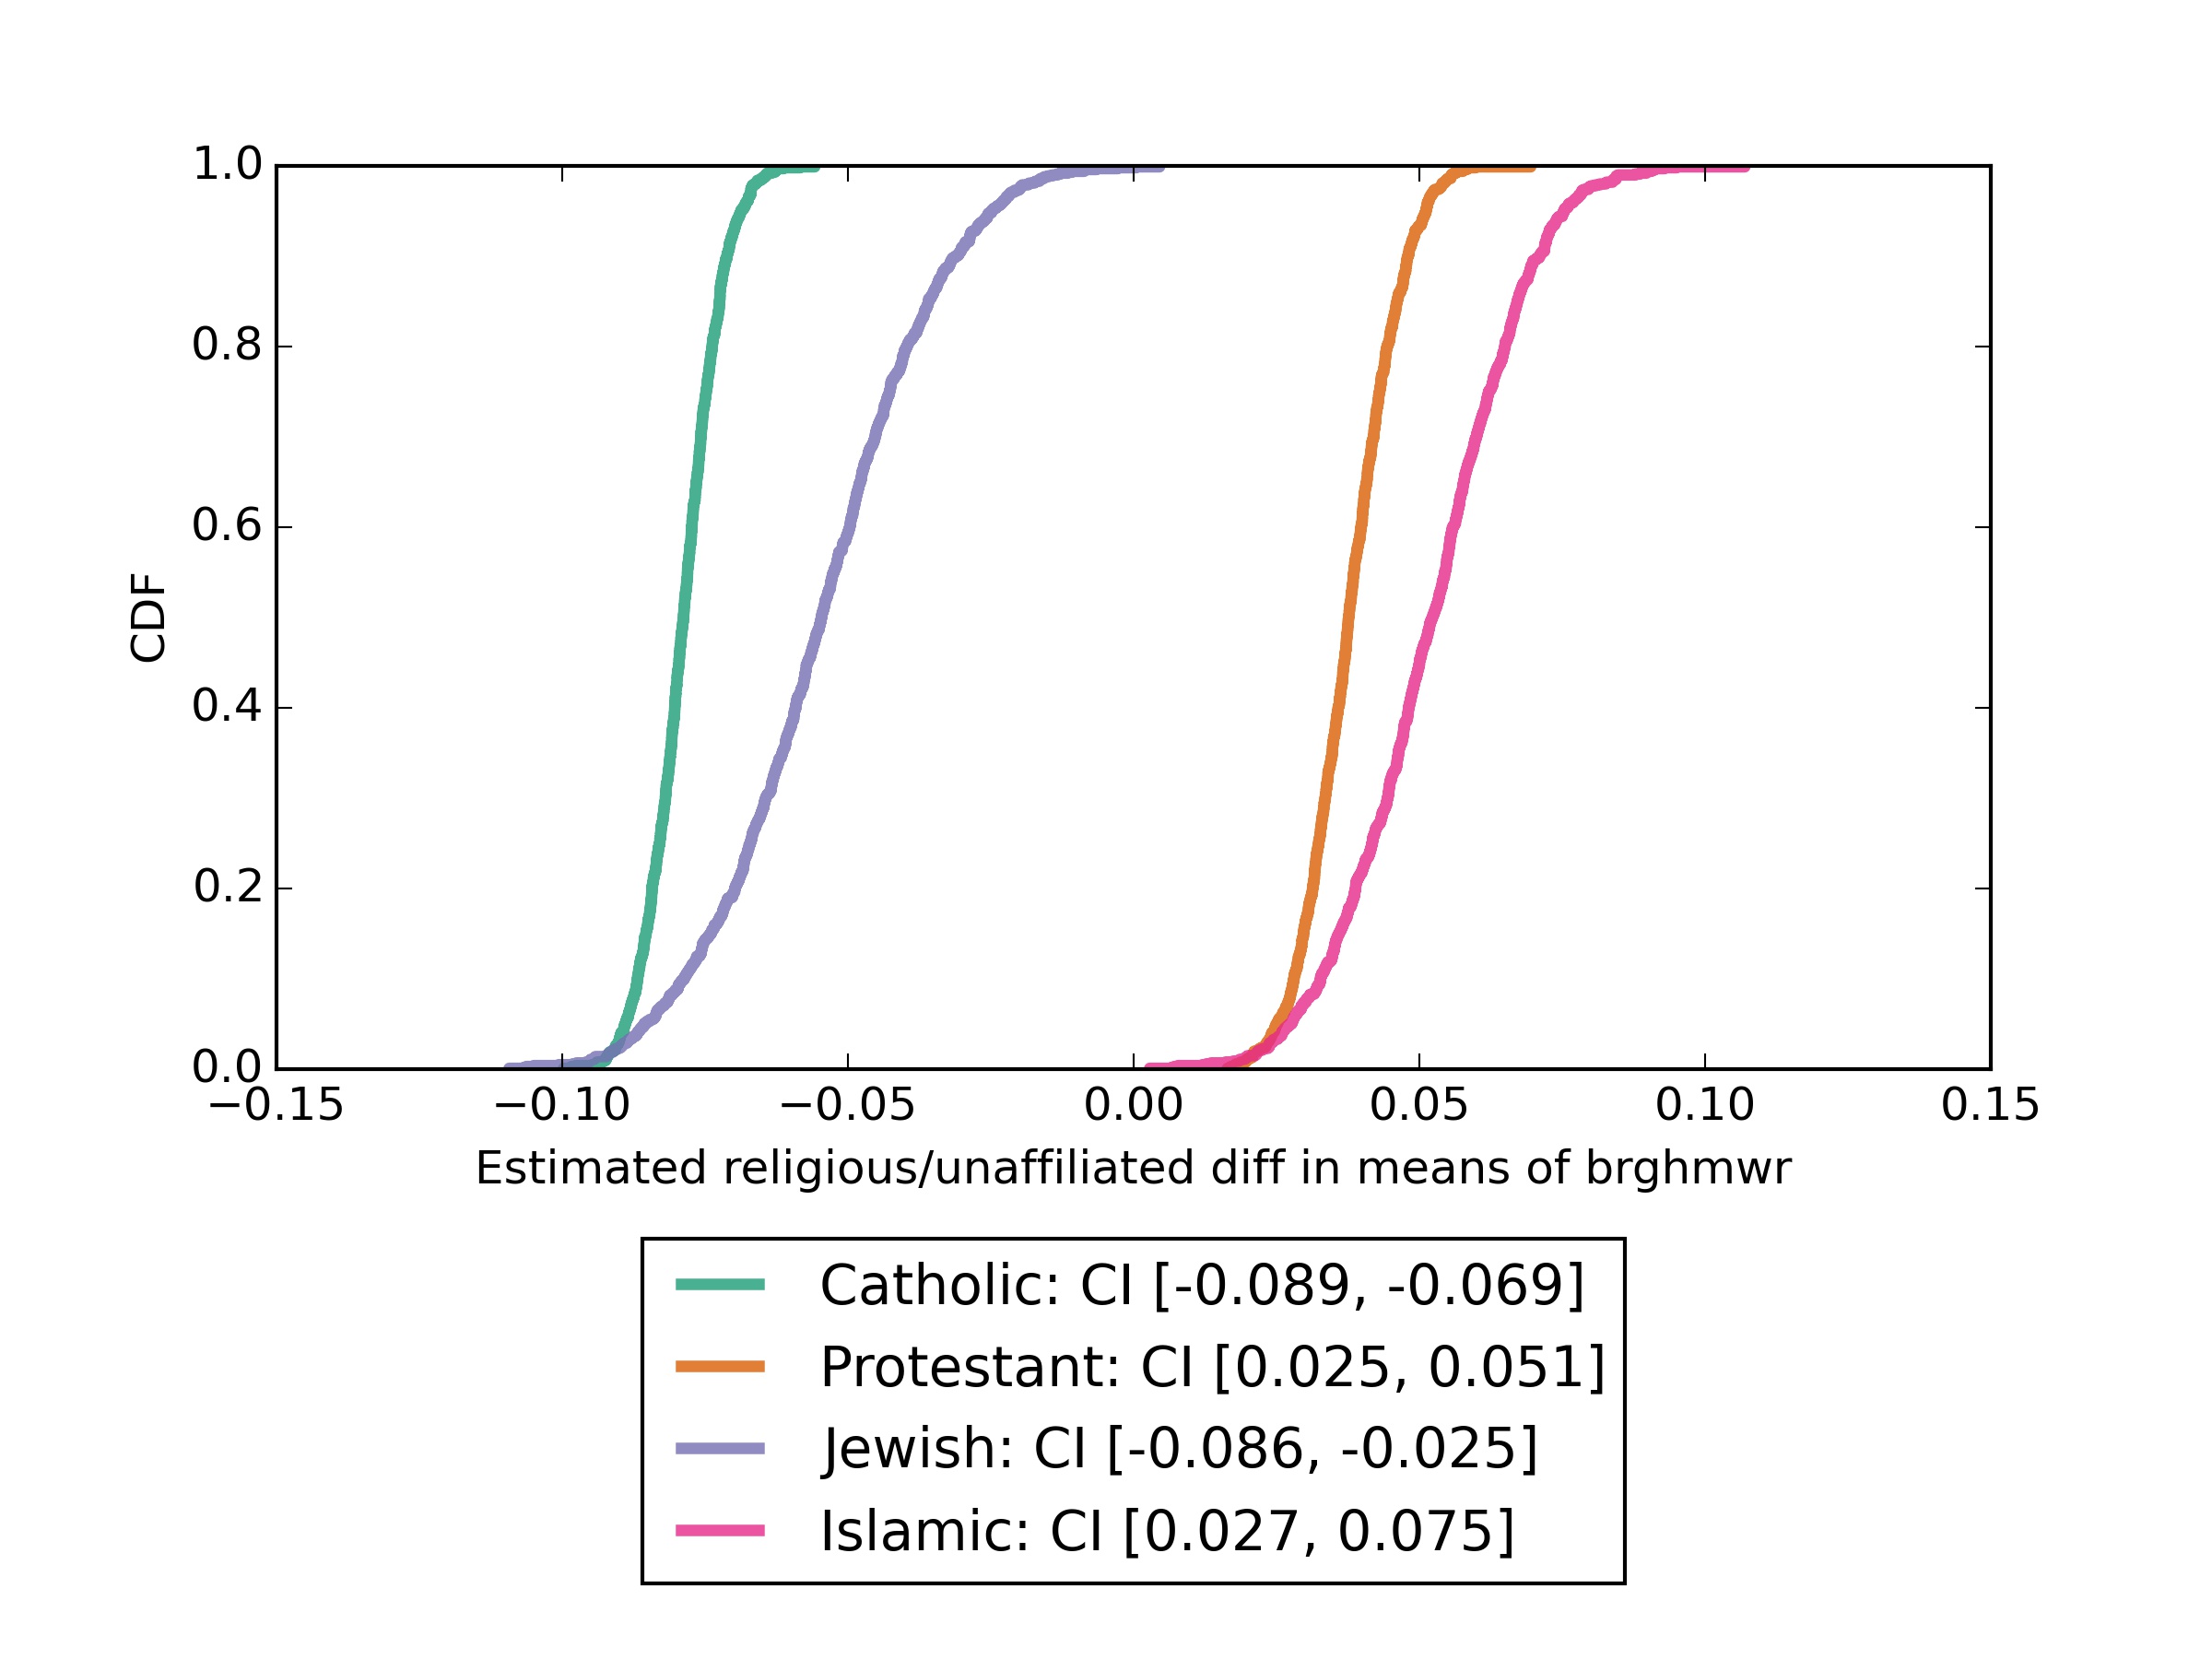 1.0
0.8
0.6
0.4
0.2
0.0
CDF
−0.15 −0.10 −0.05 0.00 0.05 0.10 0.15
Estimated religious/unaffiliated diff in means of brghmwr
Catholic: CI [-0.089, -0.069]
Protestant: CI [0.025, 0.051]
Jewish: CI [-0.086, -0.025]
Islamic: CI [0.027, 0.075]